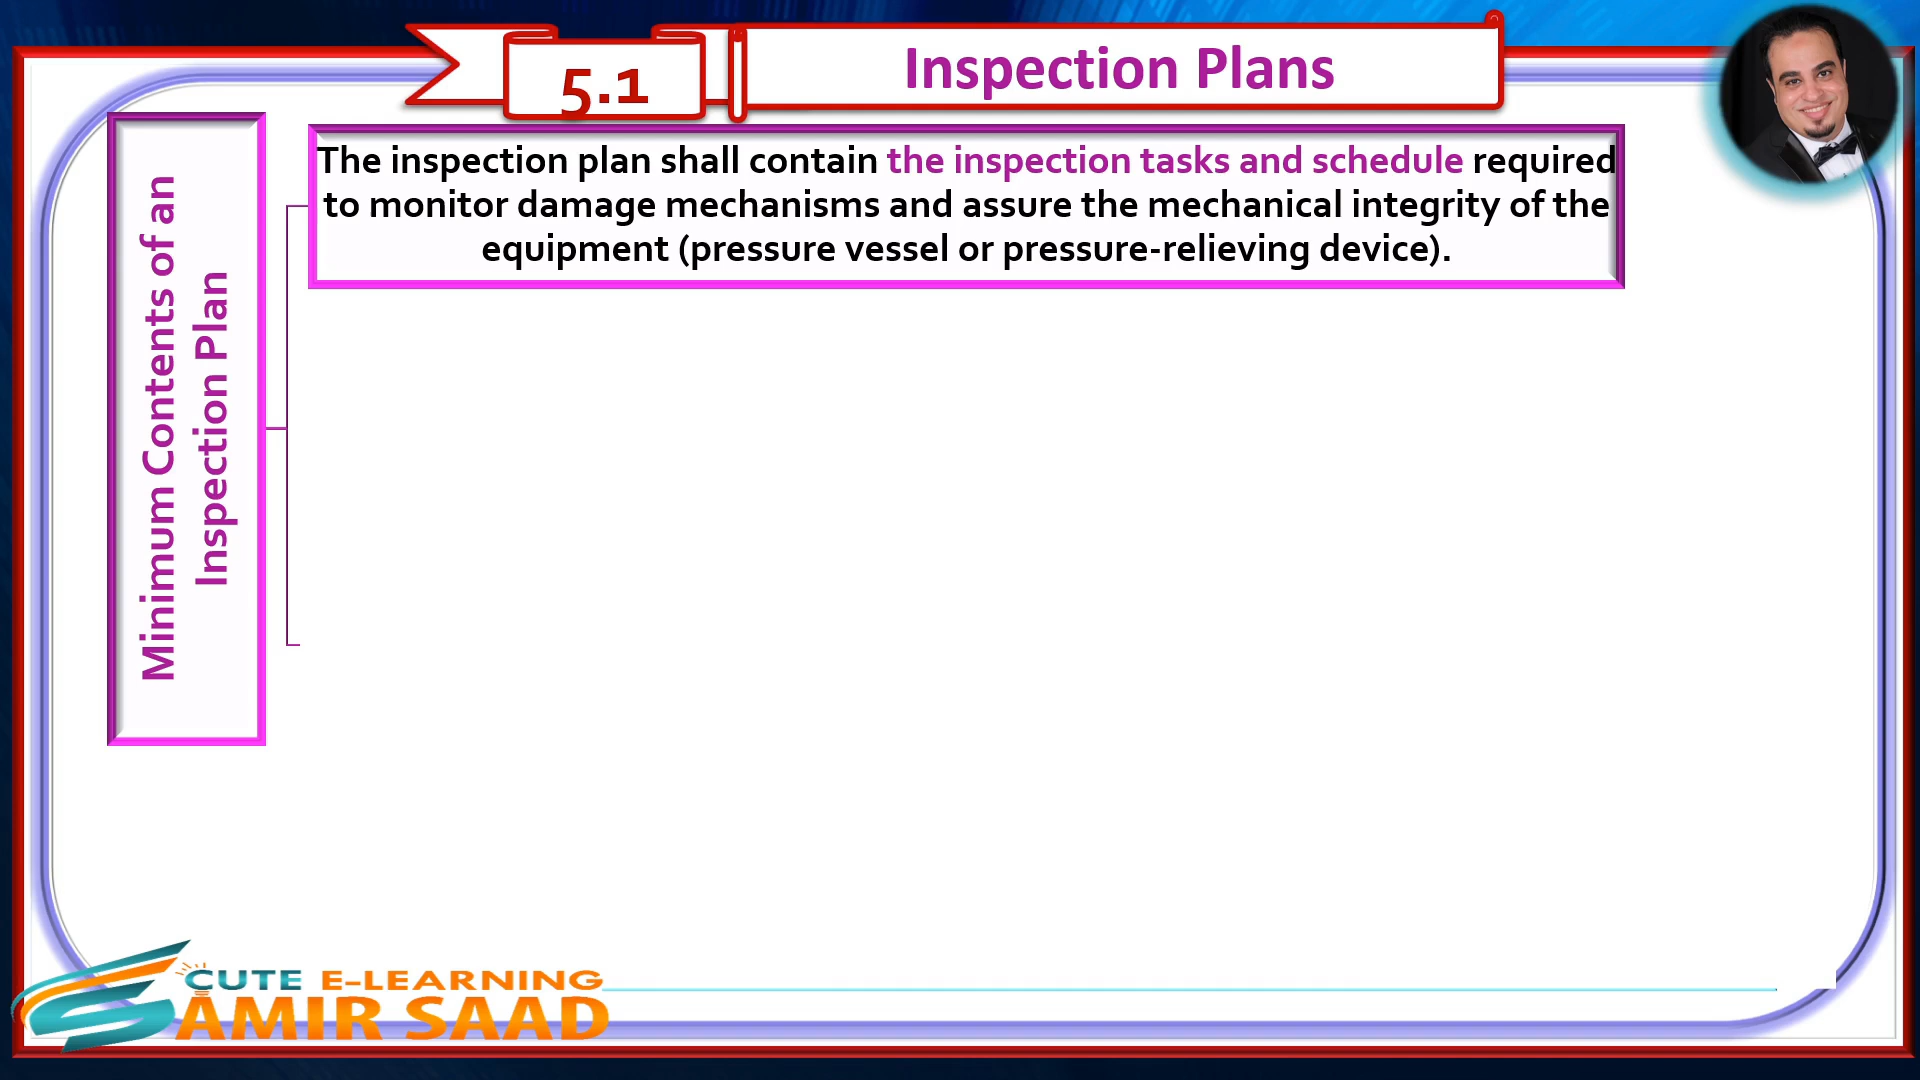 5.1
Inspection Plans
Minimum Contents of an
Inspection Plan
The inspection plan shall contain the inspection tasks and schedule required
to monitor damage mechanisms and assure the mechanical integrity of the
equipment (pressure vessel or pressure-relieving device).
CUTE E-LEARNING
AMIR SAAD